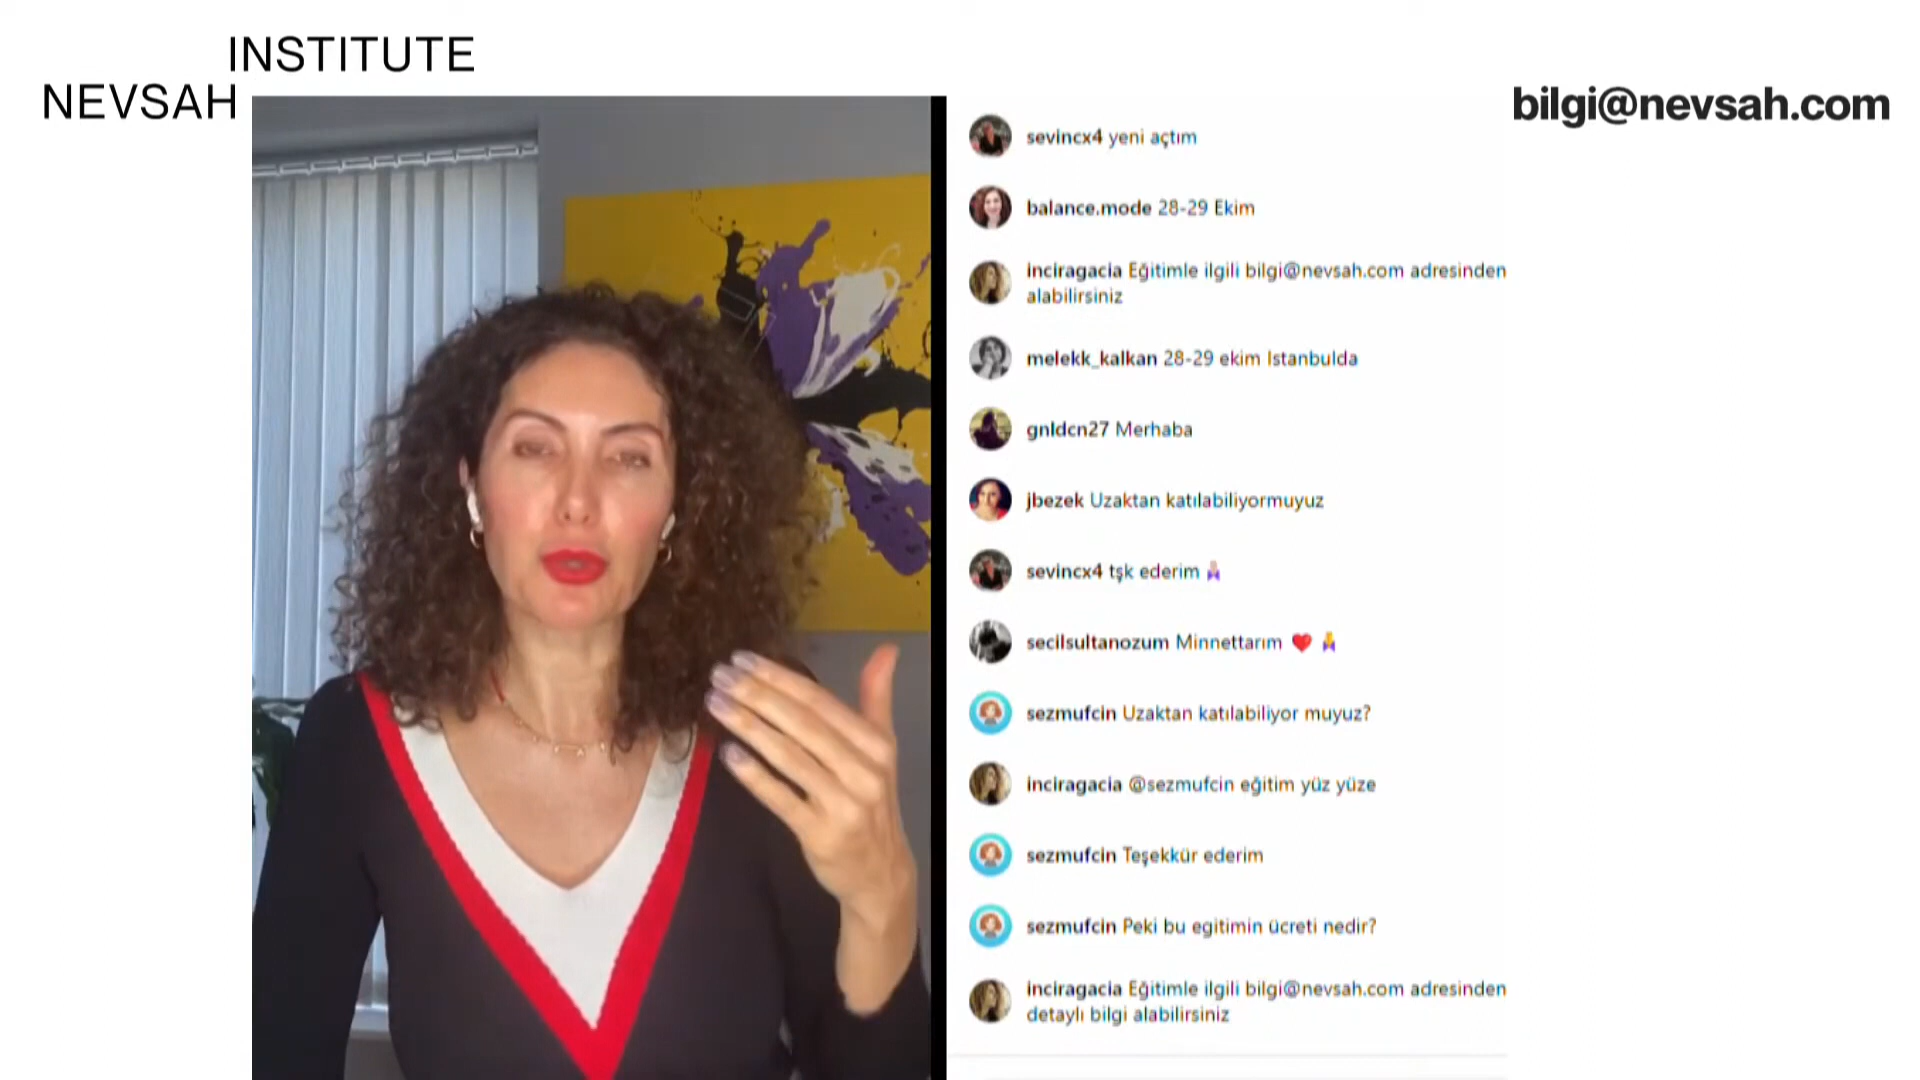 INSTITUTE
NEVSAH
bilgi@nevsah.com
sevincx4 yeni açtım
balance.mode 28-29 Ekim
inciragacia Eğitimle ilgili bilgi@nevsah.com adresinden
alabilirsiniz
melekk_kalkan 28-29 ekim Istanbulda
gnldcn27 Merhaba
jbezek Uzaktan katılabiliyormuyuz
sevincx4 tşk ederim
secilsultanozum Minnettarım ❤️
sezmufcin Uzaktan katılabiliyor muyuz?
inciragacia @sezmufcin eğitim yüz yüze
sezmufcin Teşekkür ederim
sezmufcin Peki bu egitimin ücreti nedir?
inciragacia Eğitimle ilgili bilgi@nevsah.com adresinden
detaylı bilgi alabilirsiniz